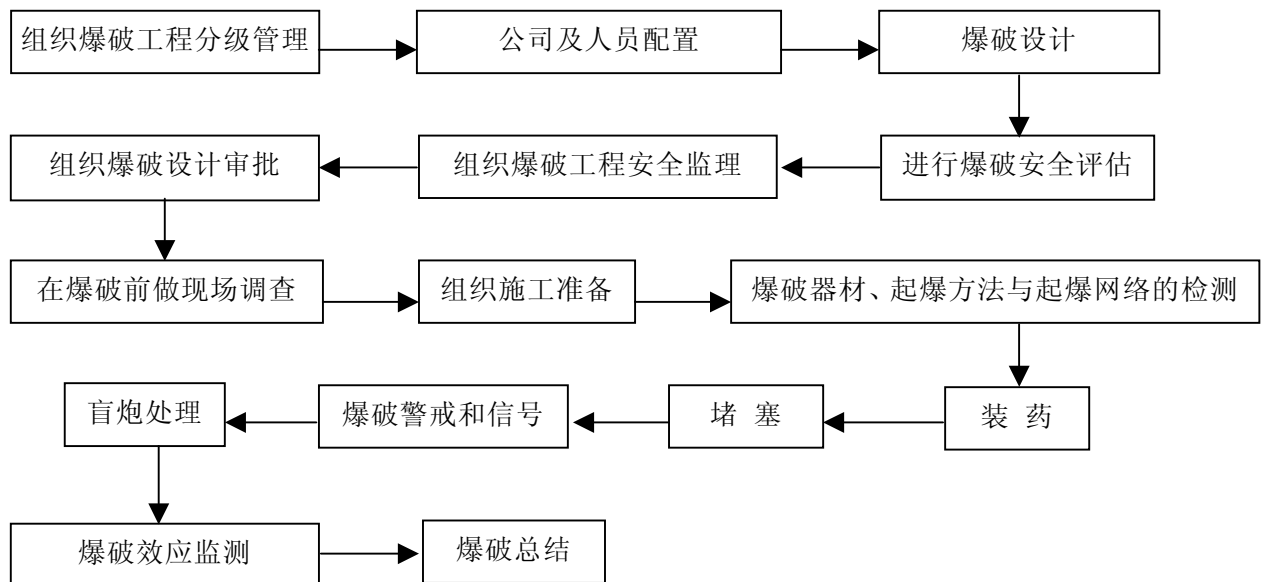 组织爆破工程分级管理
公司及人员配置
爆破设计
组织爆破设计审批
组织爆破工程安全监理
进行爆破安全评估
在爆破前做现场调查
组织施工准备
爆破器材、起爆方法与起爆网络的检测
盲炮处理
爆破警戒和信号
堵 塞
装 药
爆破效应监测
爆破总结